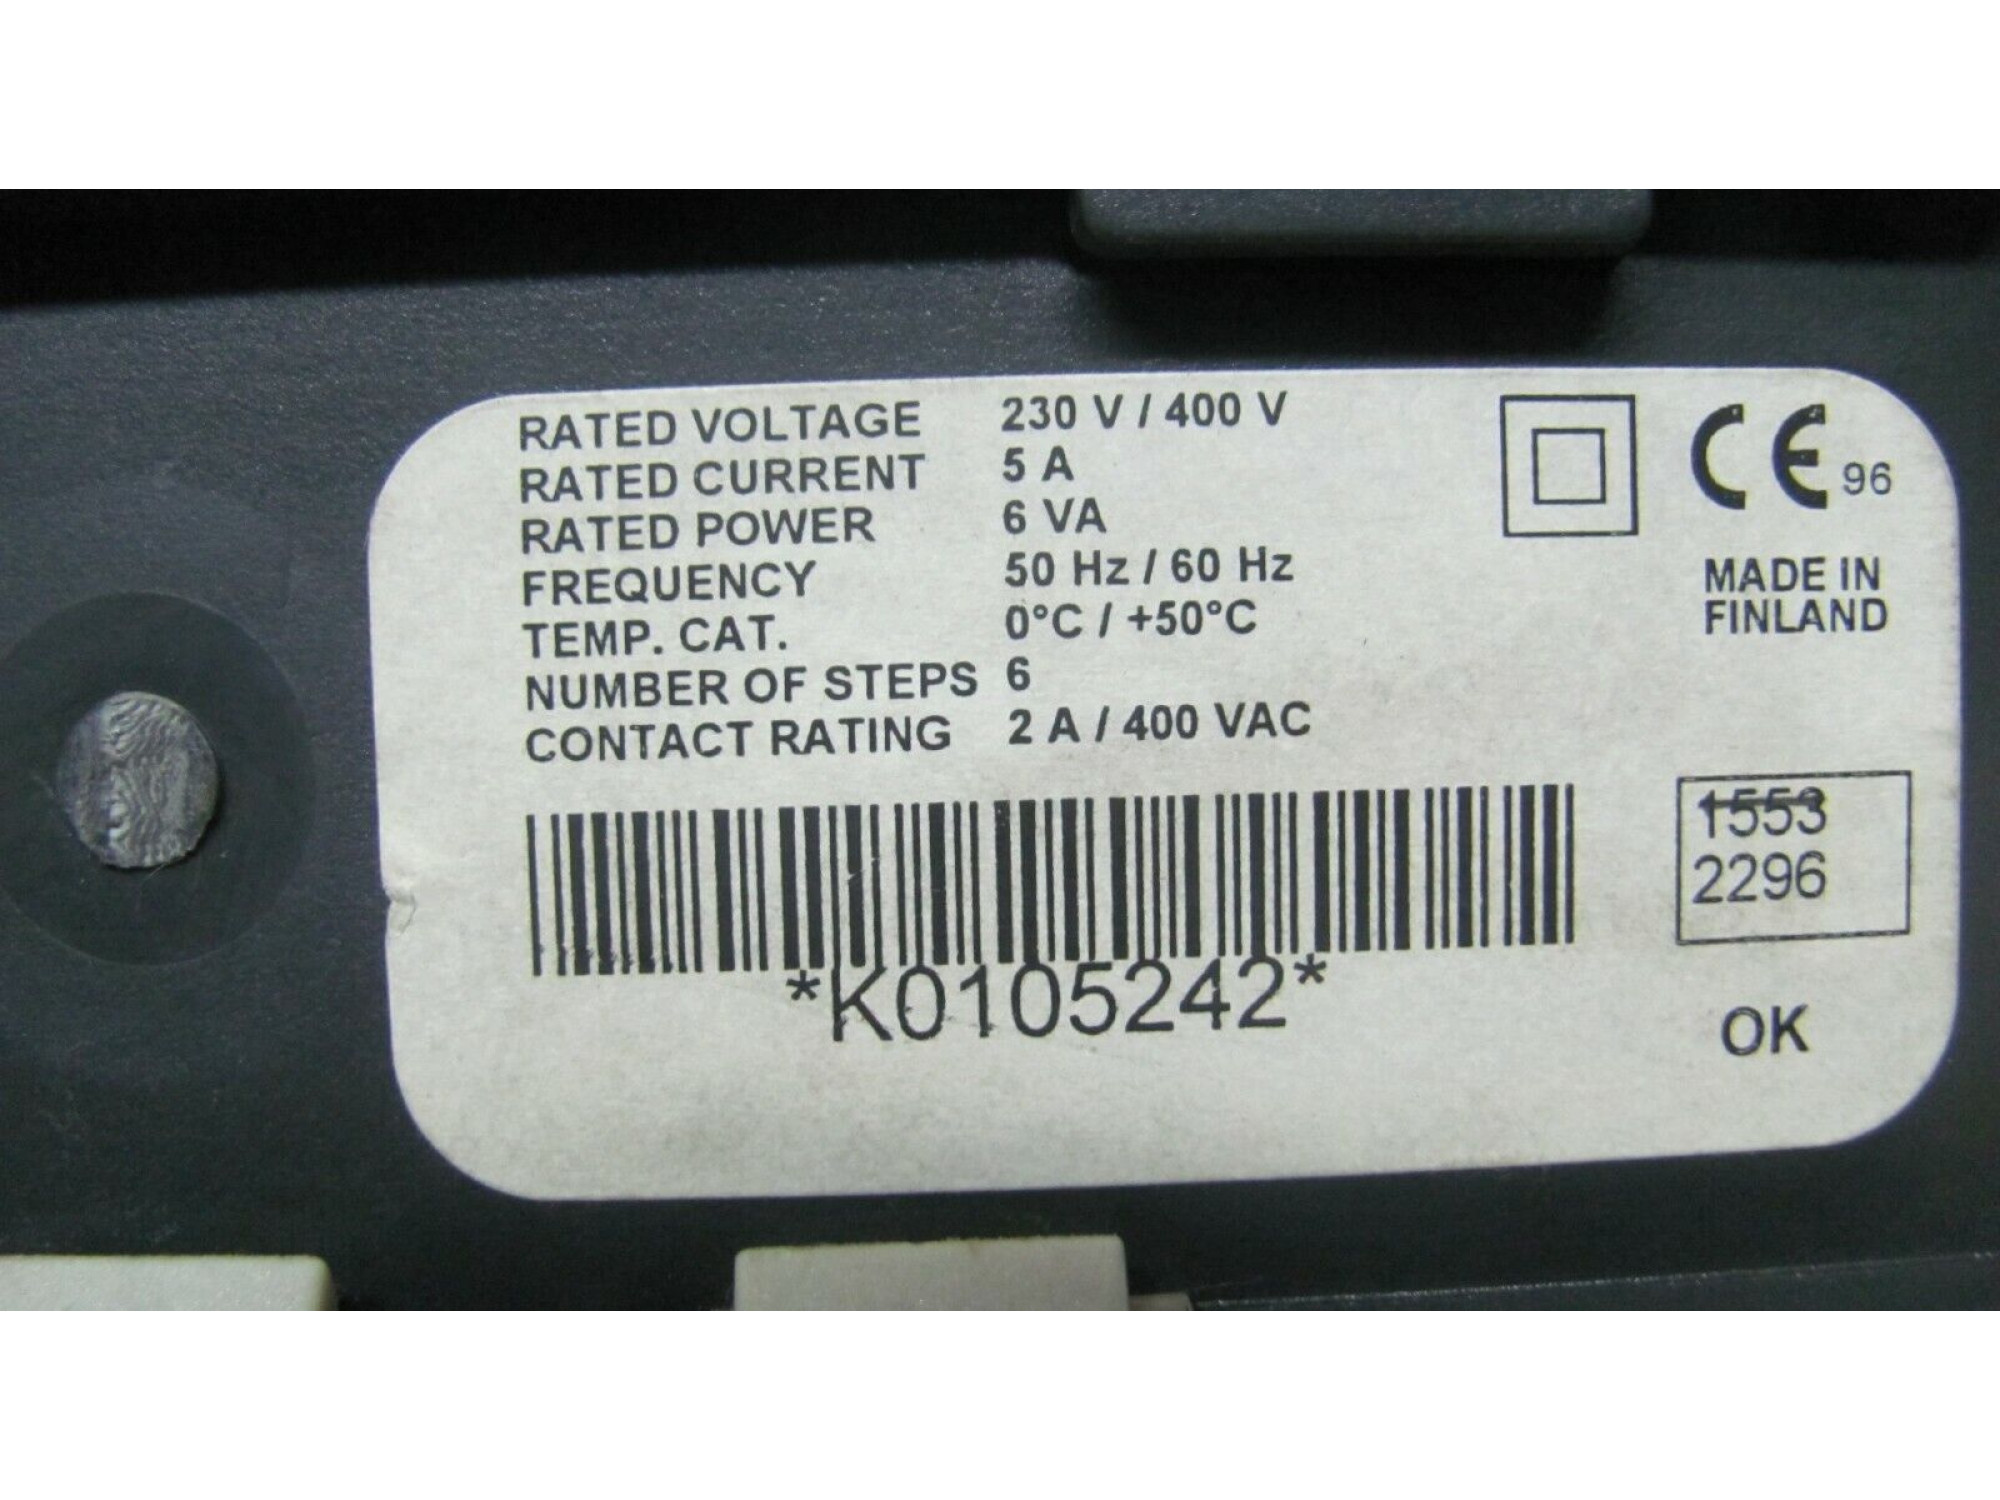 RATED VOLTAGE 230 V / 400 V
RATED CURRENT 5 A
RATED POWER 6 VA
FREQUENCY 50 Hz / 60 Hz
TEMP. CAT. 0°C / +50°C
NUMBER OF STEPS 6
CONTACT RATING 2 A / 400 VAC
*K0105242*
CE 96
MADE IN
FINLAND
1553
2296
OK